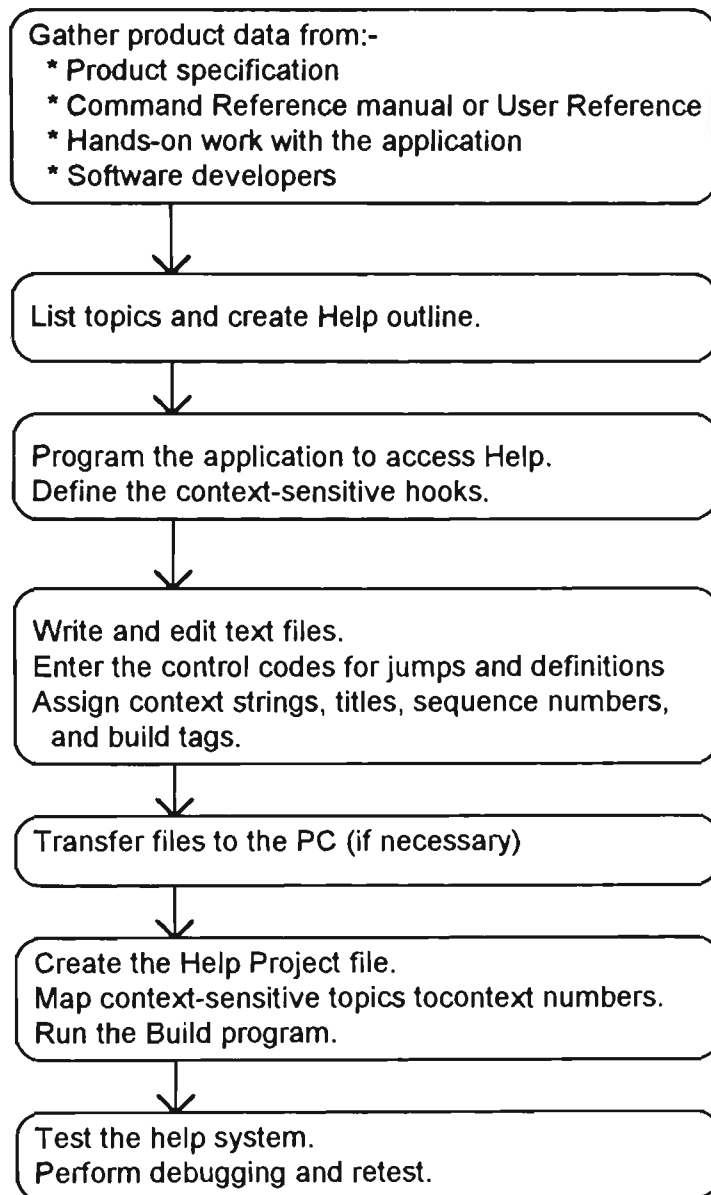 Gather product data from:-
* Product specification
* Command Reference manual or User Reference
* Hands-on work with the application
* Software developers
List topics and create Help outline.
Program the application to access Help.
Define the context-sensitive hooks.
Write and edit text files.
Enter the control codes for jumps and definitions
Assign context strings, titles, sequence numbers,
and build tags.
Transfer files to the PC (if necessary)
Create the Help Project file.
Map context-sensitive topics tocontext numbers.
Run the Build program.
Test the help system.
Perform debugging and retest.